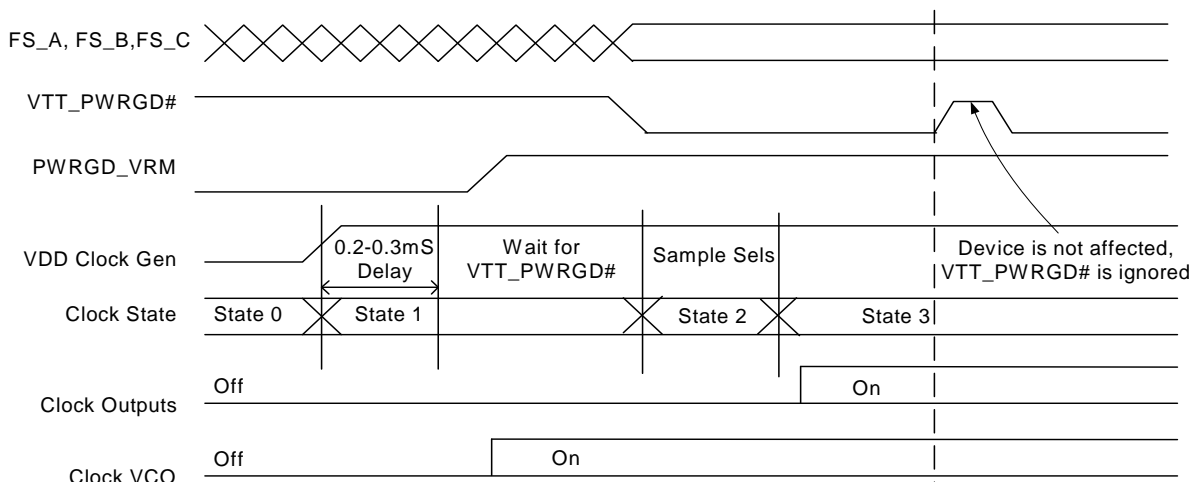 FS_A, FS_B,FS_C
VTT_PWRGD#
PWRGD_VRM
VDD Clock Gen
0.2-0.3mS
Delay
Wait for
VTT_PWRGD#
Sample Sels
Device is not affected,
VTT_PWRGD# is ignored
Clock State
State 0
State 1
State 2
State 3
Clock Outputs
Off
On
Clock VCO
Off
On